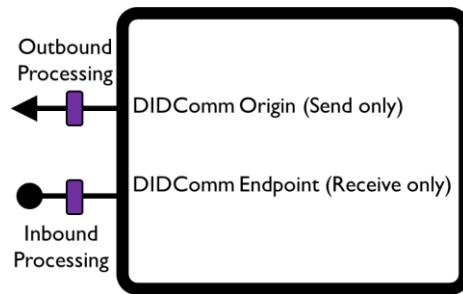 Outbound
Processing
DIDComm Origin (Send only)
DIDComm Endpoint (Receive only)
Inbound
Processing